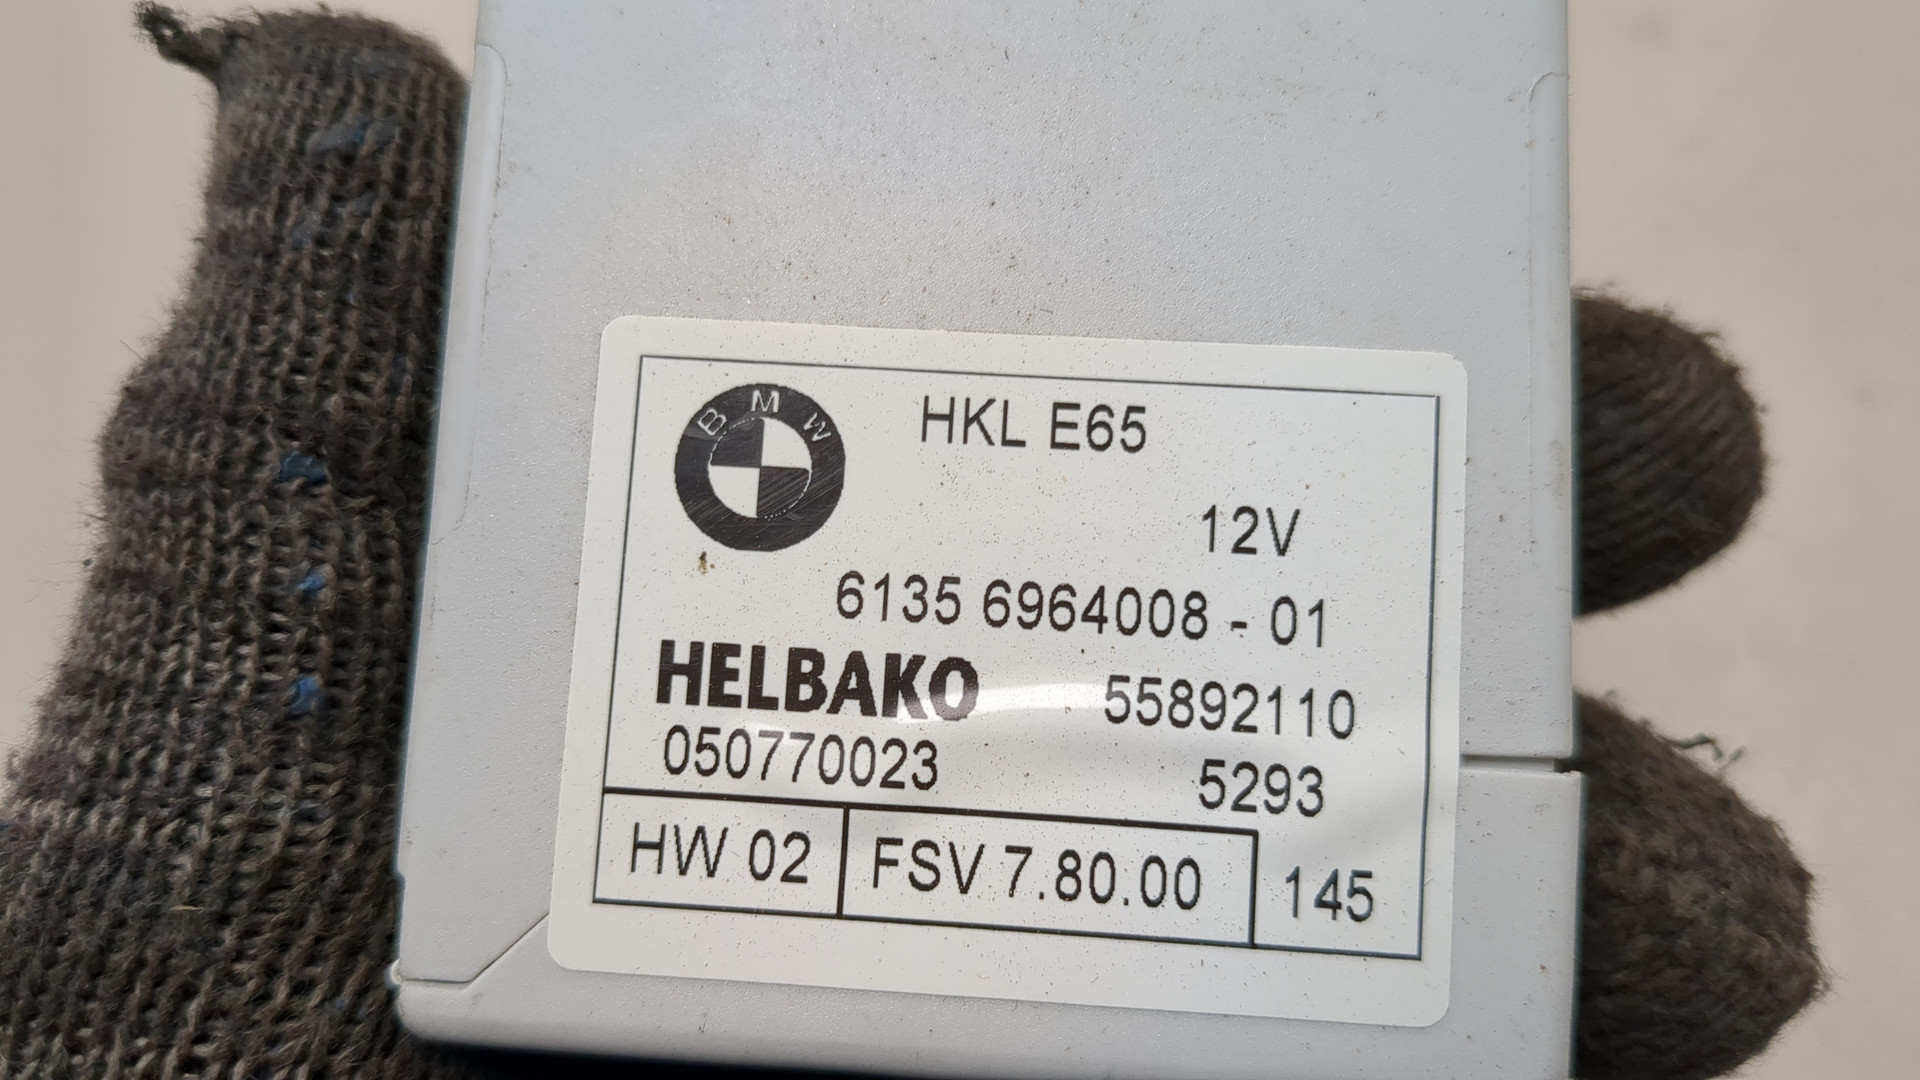 BMW
HKL E65
12V
6135 6964008 - 01
HELBAKO 55892110
050770023 5293
HW 02 FSV 7.80.00 145